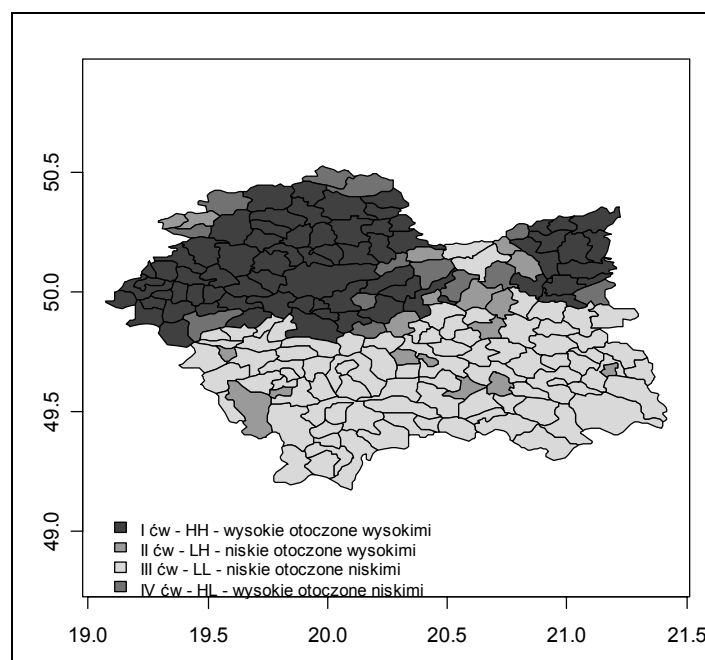 50.5
50.0
49.5
49.0
I ćw - HH - wysokie otoczone wysokimi
II ćw - LH - niskie otoczone wysokimi
III ćw - LL - niskie otoczone niskimi
IV ćw - HL - wysokie otoczone niskimi
19.0 19.5 20.0 20.5 21.0 21.5